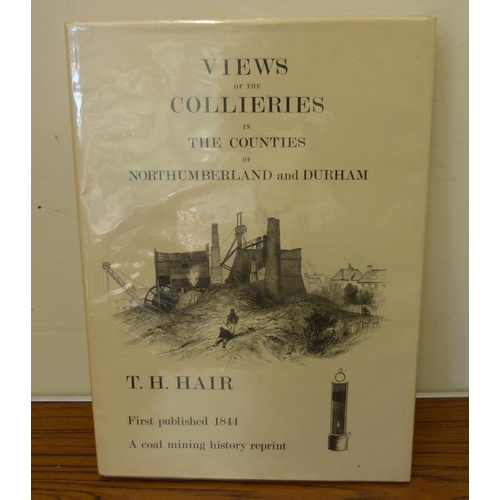 VIEWS
OF THE
COLLIERIES
IN
THE COUNTIES
OF
NORTHUMBERLAND and DURHAM
T. H. HAIR
First published 1844
A coal mining history reprint